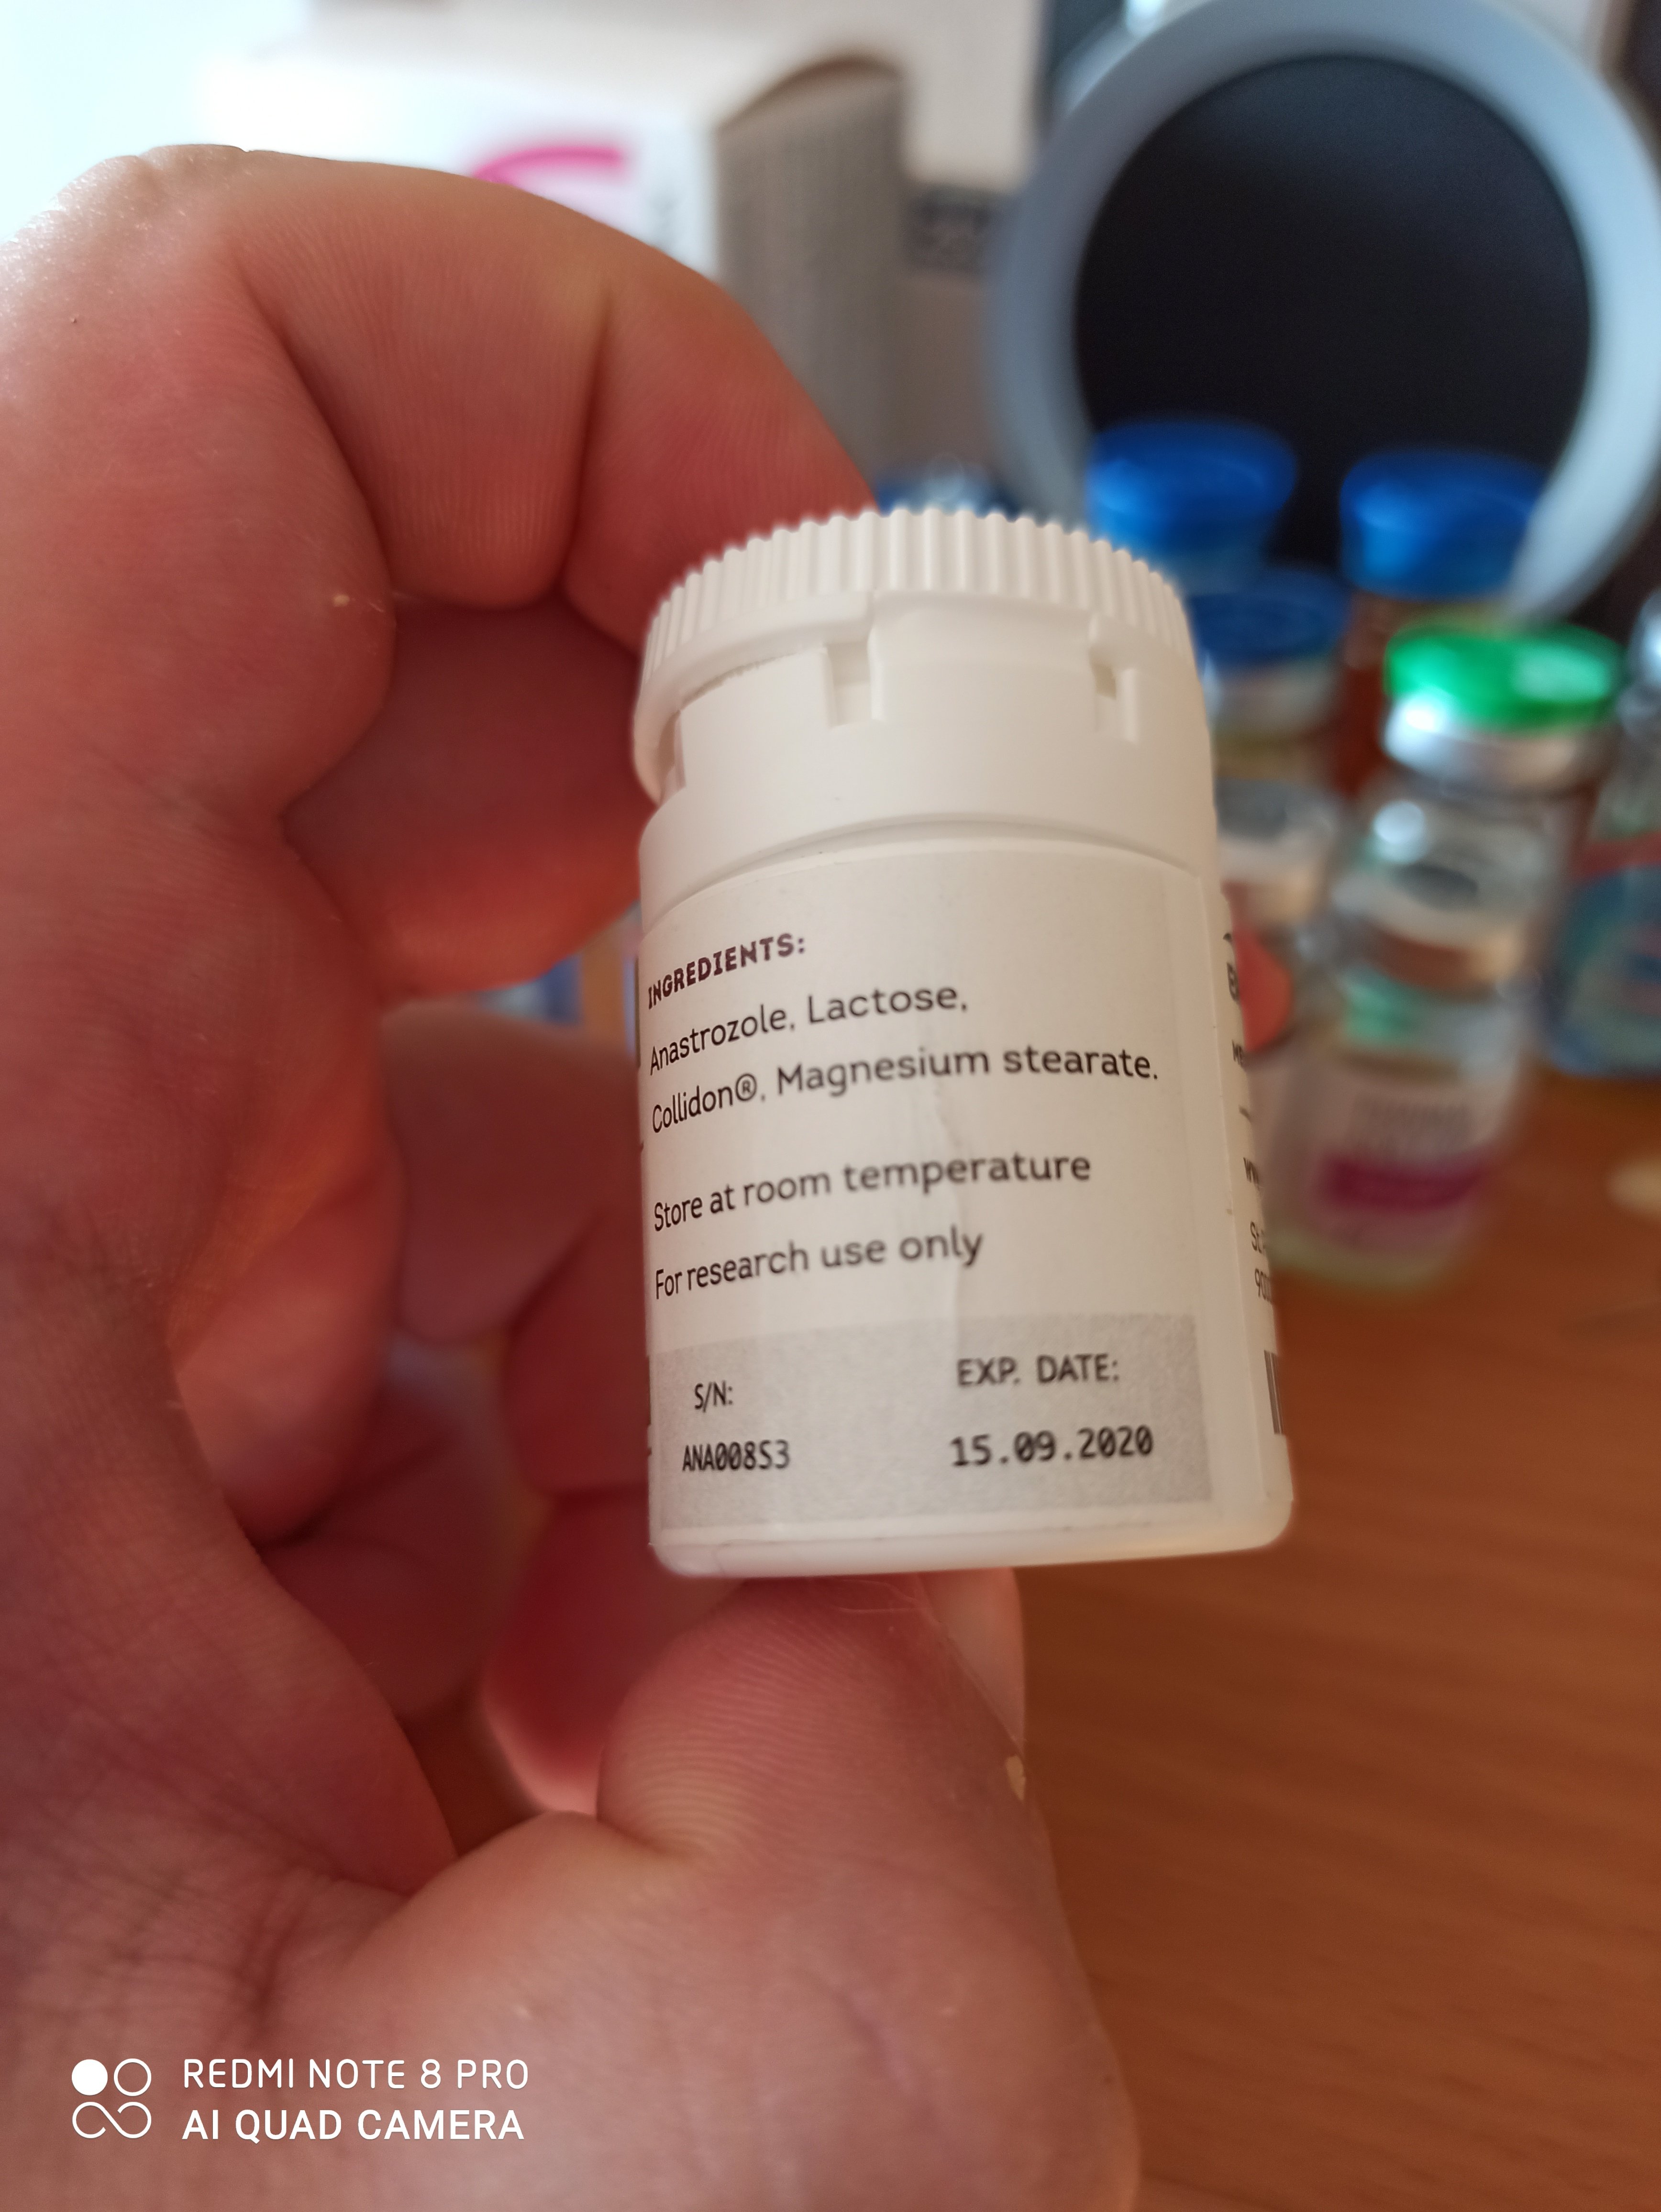 INGREDIENTS:
Anastrozole, Lactose,
Collidon®, Magnesium stearate.
Store at room temperature
For research use only
S/N:
EXP. DATE:
ANA008S3
15.09.2020
REDMI NOTE 8 PRO
AI QUAD CAMERA